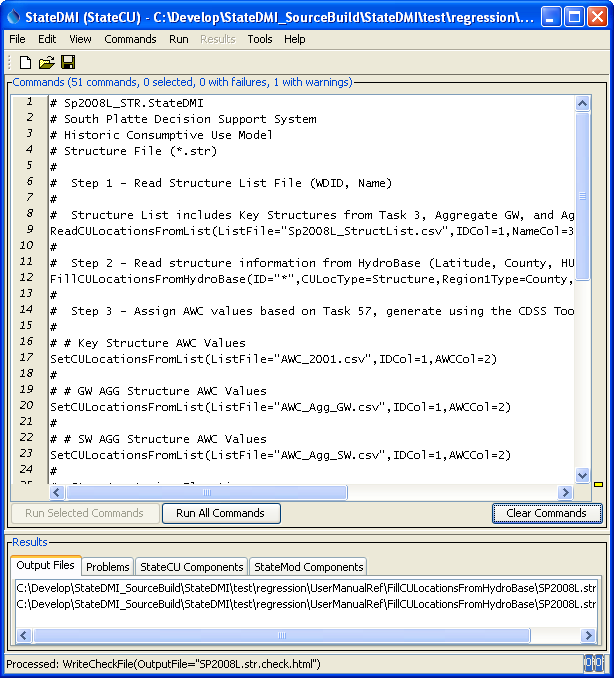 StateDMI (StateCU) - C:\Develop\StateDMI_SourceBuild\StateDMI\test\regression\...
File Edit View Commands Run Results Tools Help
Commands (51 commands, 0 selected, 0 with failures, 1 with warnings)
1 # Sp2008L_STR.StateDMI
2 # South Platte Decision Support System
3 # Historic Consumptive Use Model
4 # Structure File (*.str)
5 #
6 #  Step 1 - Read Structure List File (WDID, Name)
7 #
8 #  Structure List includes Key Structures from Task 3, Aggregate GW, and Ag
9 ReadCULocationsFromList(ListFile="Sp2008L_StructList.csv",IDCol=1,NameCol=3
10 #
11 #  Step 2 - Read structure information from HydroBase (Latitude, County, HU
12 FillCULocationsFromHydroBase(ID="*",CULocType=Structure,Region1Type=County,
13 #
14 #  Step 3 - Assign AWC values based on Task 57, generate using the CDSS Too
15 #
16 # # Key Structure AWC Values
17 SetCULocationsFromList(ListFile="AWC_2001.csv",IDCol=1,AWCCol=2)
18 #
19 # # GW AGG Structure AWC Values
20 SetCULocationsFromList(ListFile="AWC_Agg_GW.csv",IDCol=1,AWCCol=2)
21 #
22 # # SW AGG Structure AWC Values
23 SetCULocationsFromList(ListFile="AWC_Agg_SW.csv",IDCol=1,AWCCol=2)
24 #
Run Selected Commands Run All Commands Clear Commands
Results
Output Files Problems StateCU Components StateMod Components
C:\Develop\StateDMI_SourceBuild\StateDMI\test\regression\UserManualRef\FillCULocationsFromHydroBase\SP2008L.str
C:\Develop\StateDMI_SourceBuild\StateDMI\test\regression\UserManualRef\FillCULocationsFromHydroBase\SP2008L.str
Processed: WriteCheckFile(OutputFile="SP2008L.str.check.html")